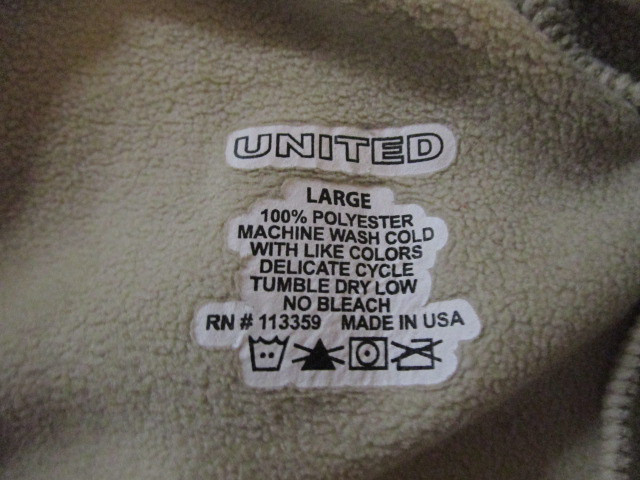 UNITED
LARGE
100% POLYESTER
MACHINE WASH COLD
WITH LIKE COLORS
DELICATE CYCLE
TUMBLE DRY LOW
NO BLEACH
RN # 113359 MADE IN USA